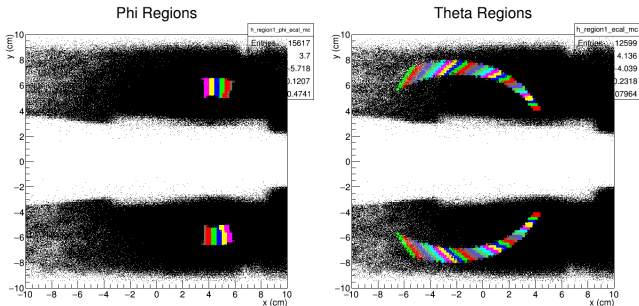 Phi Regions
h_region1_phi_ecal_mc
Entries 15617
3.7
-5.718
0.1207
0.4741
y (cm)
10
8
6
4
2
0
−2
−4
−6
−8
−10
−10 −8 −6 −4 −2 0 2 4 6 8 10
x (cm)
Theta Regions
h_region1_ecal_mc
Entries 12599
4.136
-4.039
0.2318
07964
y (cm)
10
8
6
4
2
0
−2
−4
−6
−8
−10
−10 −8 −6 −4 −2 0 2 4 6 8 10
x (cm)